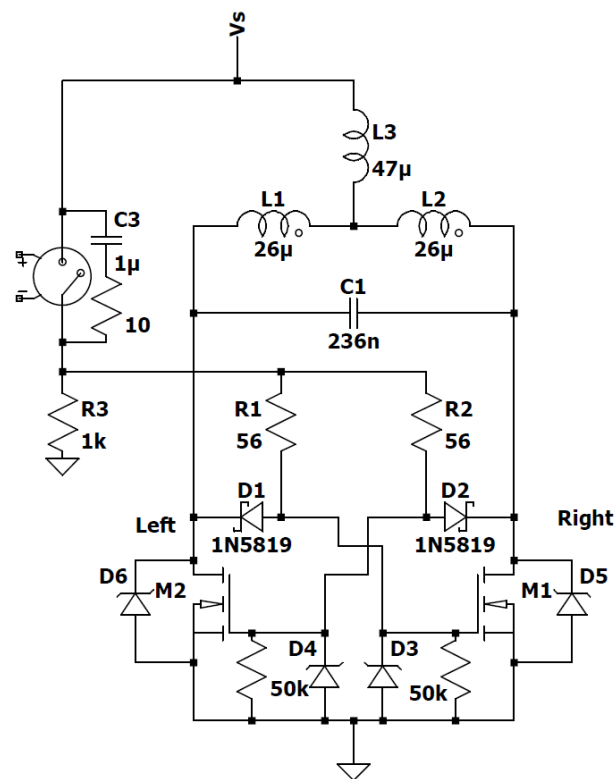 Vs
L3
47µ
L1
L2
26µ
26µ
C3
1µ
10
C1
236n
+
−
R3
1k
R1
56
R2
56
D1
D2
Left
1N5819
1N5819
Right
D6
M2
M1
D5
D4
D3
50k
50k